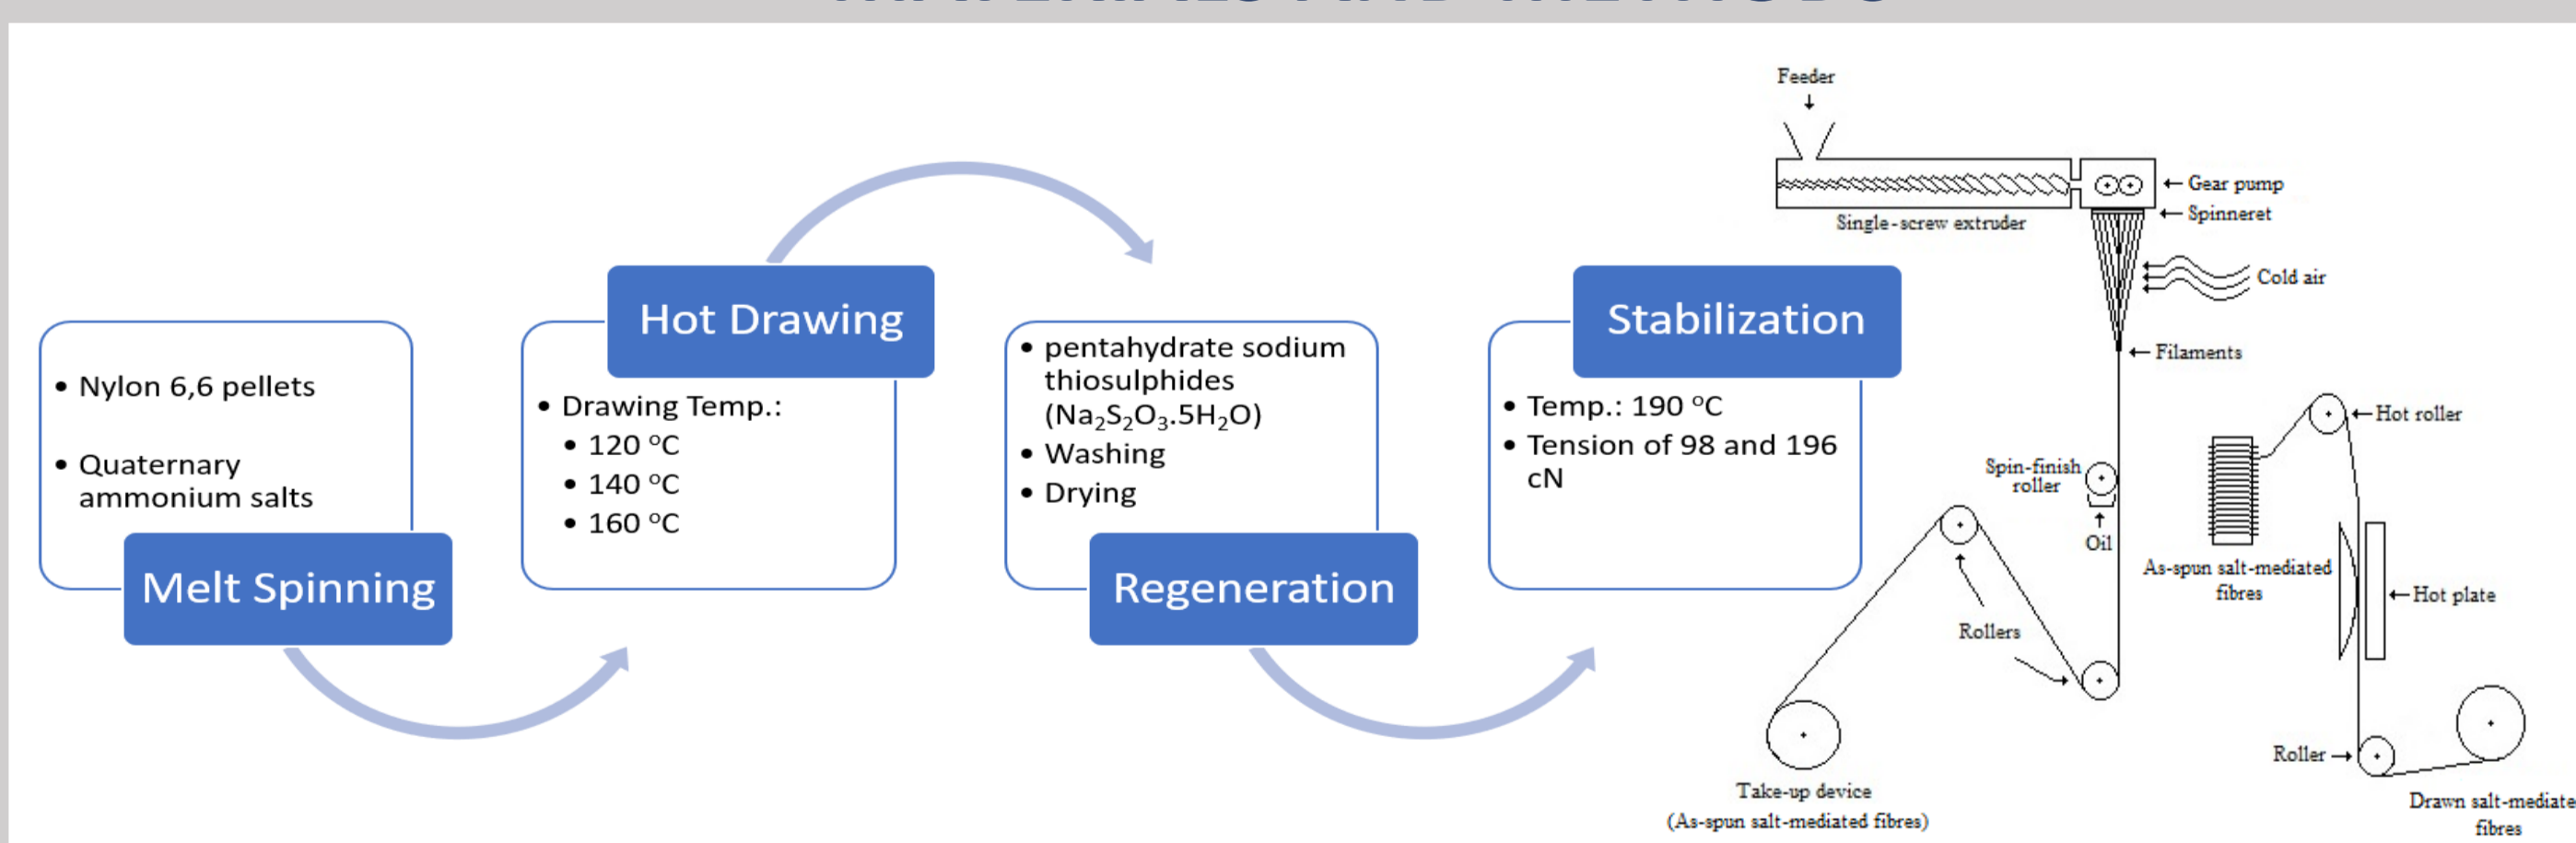 MATERIALS AND METHODS
• Nylon 6,6 pellets
• Quaternary
ammonium salts
Melt Spinning
Hot Drawing
• Drawing Temp.:
• 120 °C
• 140 °C
• 160 °C
• pentahydrate sodium
thiosulphides
(Na₂S₂O₃.5H₂O)
• Washing
• Drying
Regeneration
Stabilization
• Temp.: 190 °C
• Tension of 98 and 196
cN
Feeder
Single-screw extruder
Gear pump
Spinneret
Cold air
Filaments
Spin-finish
roller
Oil
Rollers
Take-up device
(As-spun salt-mediated fibres)
Hot roller
As-spun salt-mediated
fibres
Hot plate
Roller
Drawn salt-mediate
fibres